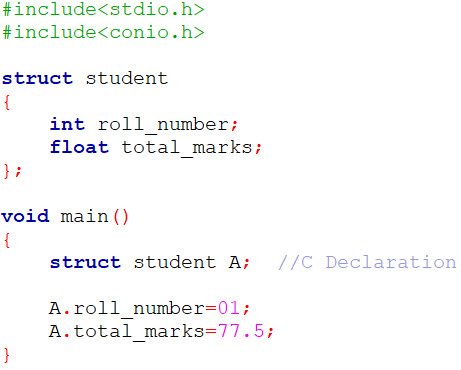 #include<stdio.h>
#include<conio.h>
struct student
{
int roll_number;
float total_marks;
};
void main()
{
struct student A; //C Declaration
A.roll_number=01;
A.total_marks=77.5;
}